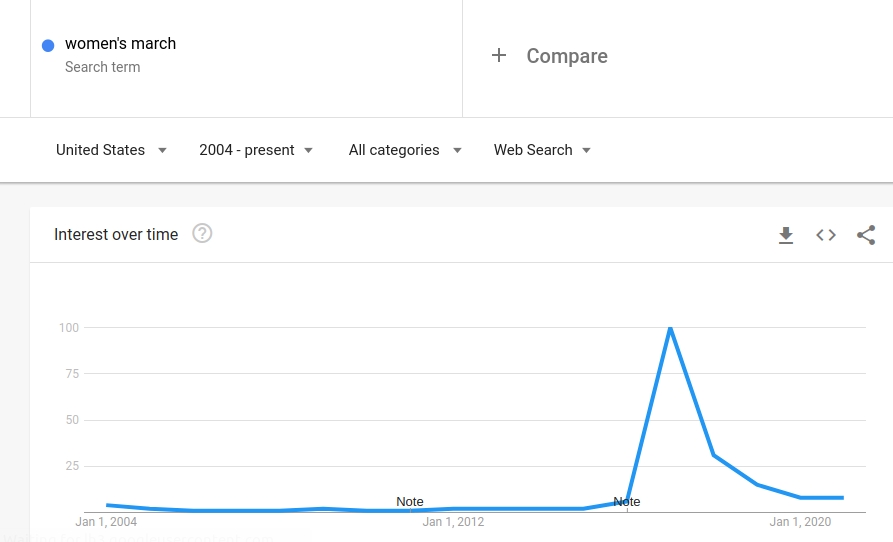 women's march
Search term
+ Compare
United States
2004 - present
All categories
Web Search
Interest over time ?
100
75
50
25
Note
Note
Jan 1, 2004
Jan 1, 2012
Jan 1, 2020